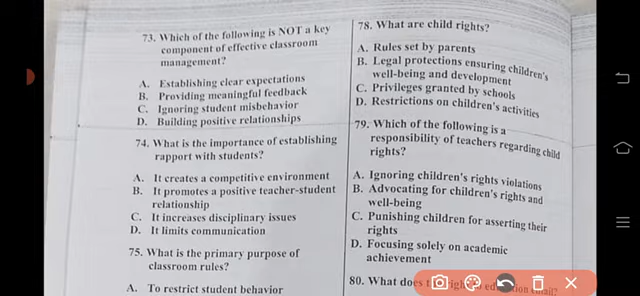 73. Which of the following is NOT a key
component of effective classroom
management?
A. Establishing clear expectations
B. Providing meaningful feedback
C. Ignoring student misbehavior
D. Building positive relationships
74. What is the importance of establishing
rapport with students?
A. It creates a competitive environment
B. It promotes a positive teacher-student
relationship
C. It increases disciplinary issues
D. It limits communication
75. What is the primary purpose of
classroom rules?
A. To restrict student behavior
78. What are child rights?
A. Rules set by parents
B. Legal protections ensuring children's
well-being and development
C. Privileges granted by schools
D. Restrictions on children's activities
79. Which of the following is a
responsibility of teachers regarding child
rights?
A. Ignoring children's rights violations
B. Advocating for children's rights and
well-being
C. Punishing children for asserting their
rights
D. Focusing solely on academic
achievement
80. What does